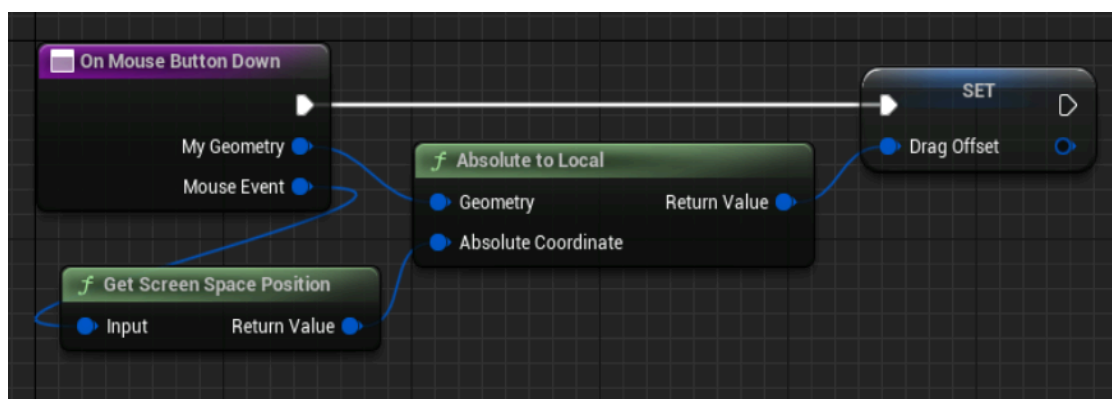 On Mouse Button Down
My Geometry
Mouse Event
f Get Screen Space Position
Input Return Value
f Absolute to Local
Geometry Return Value
Absolute Coordinate
SET
Drag Offset